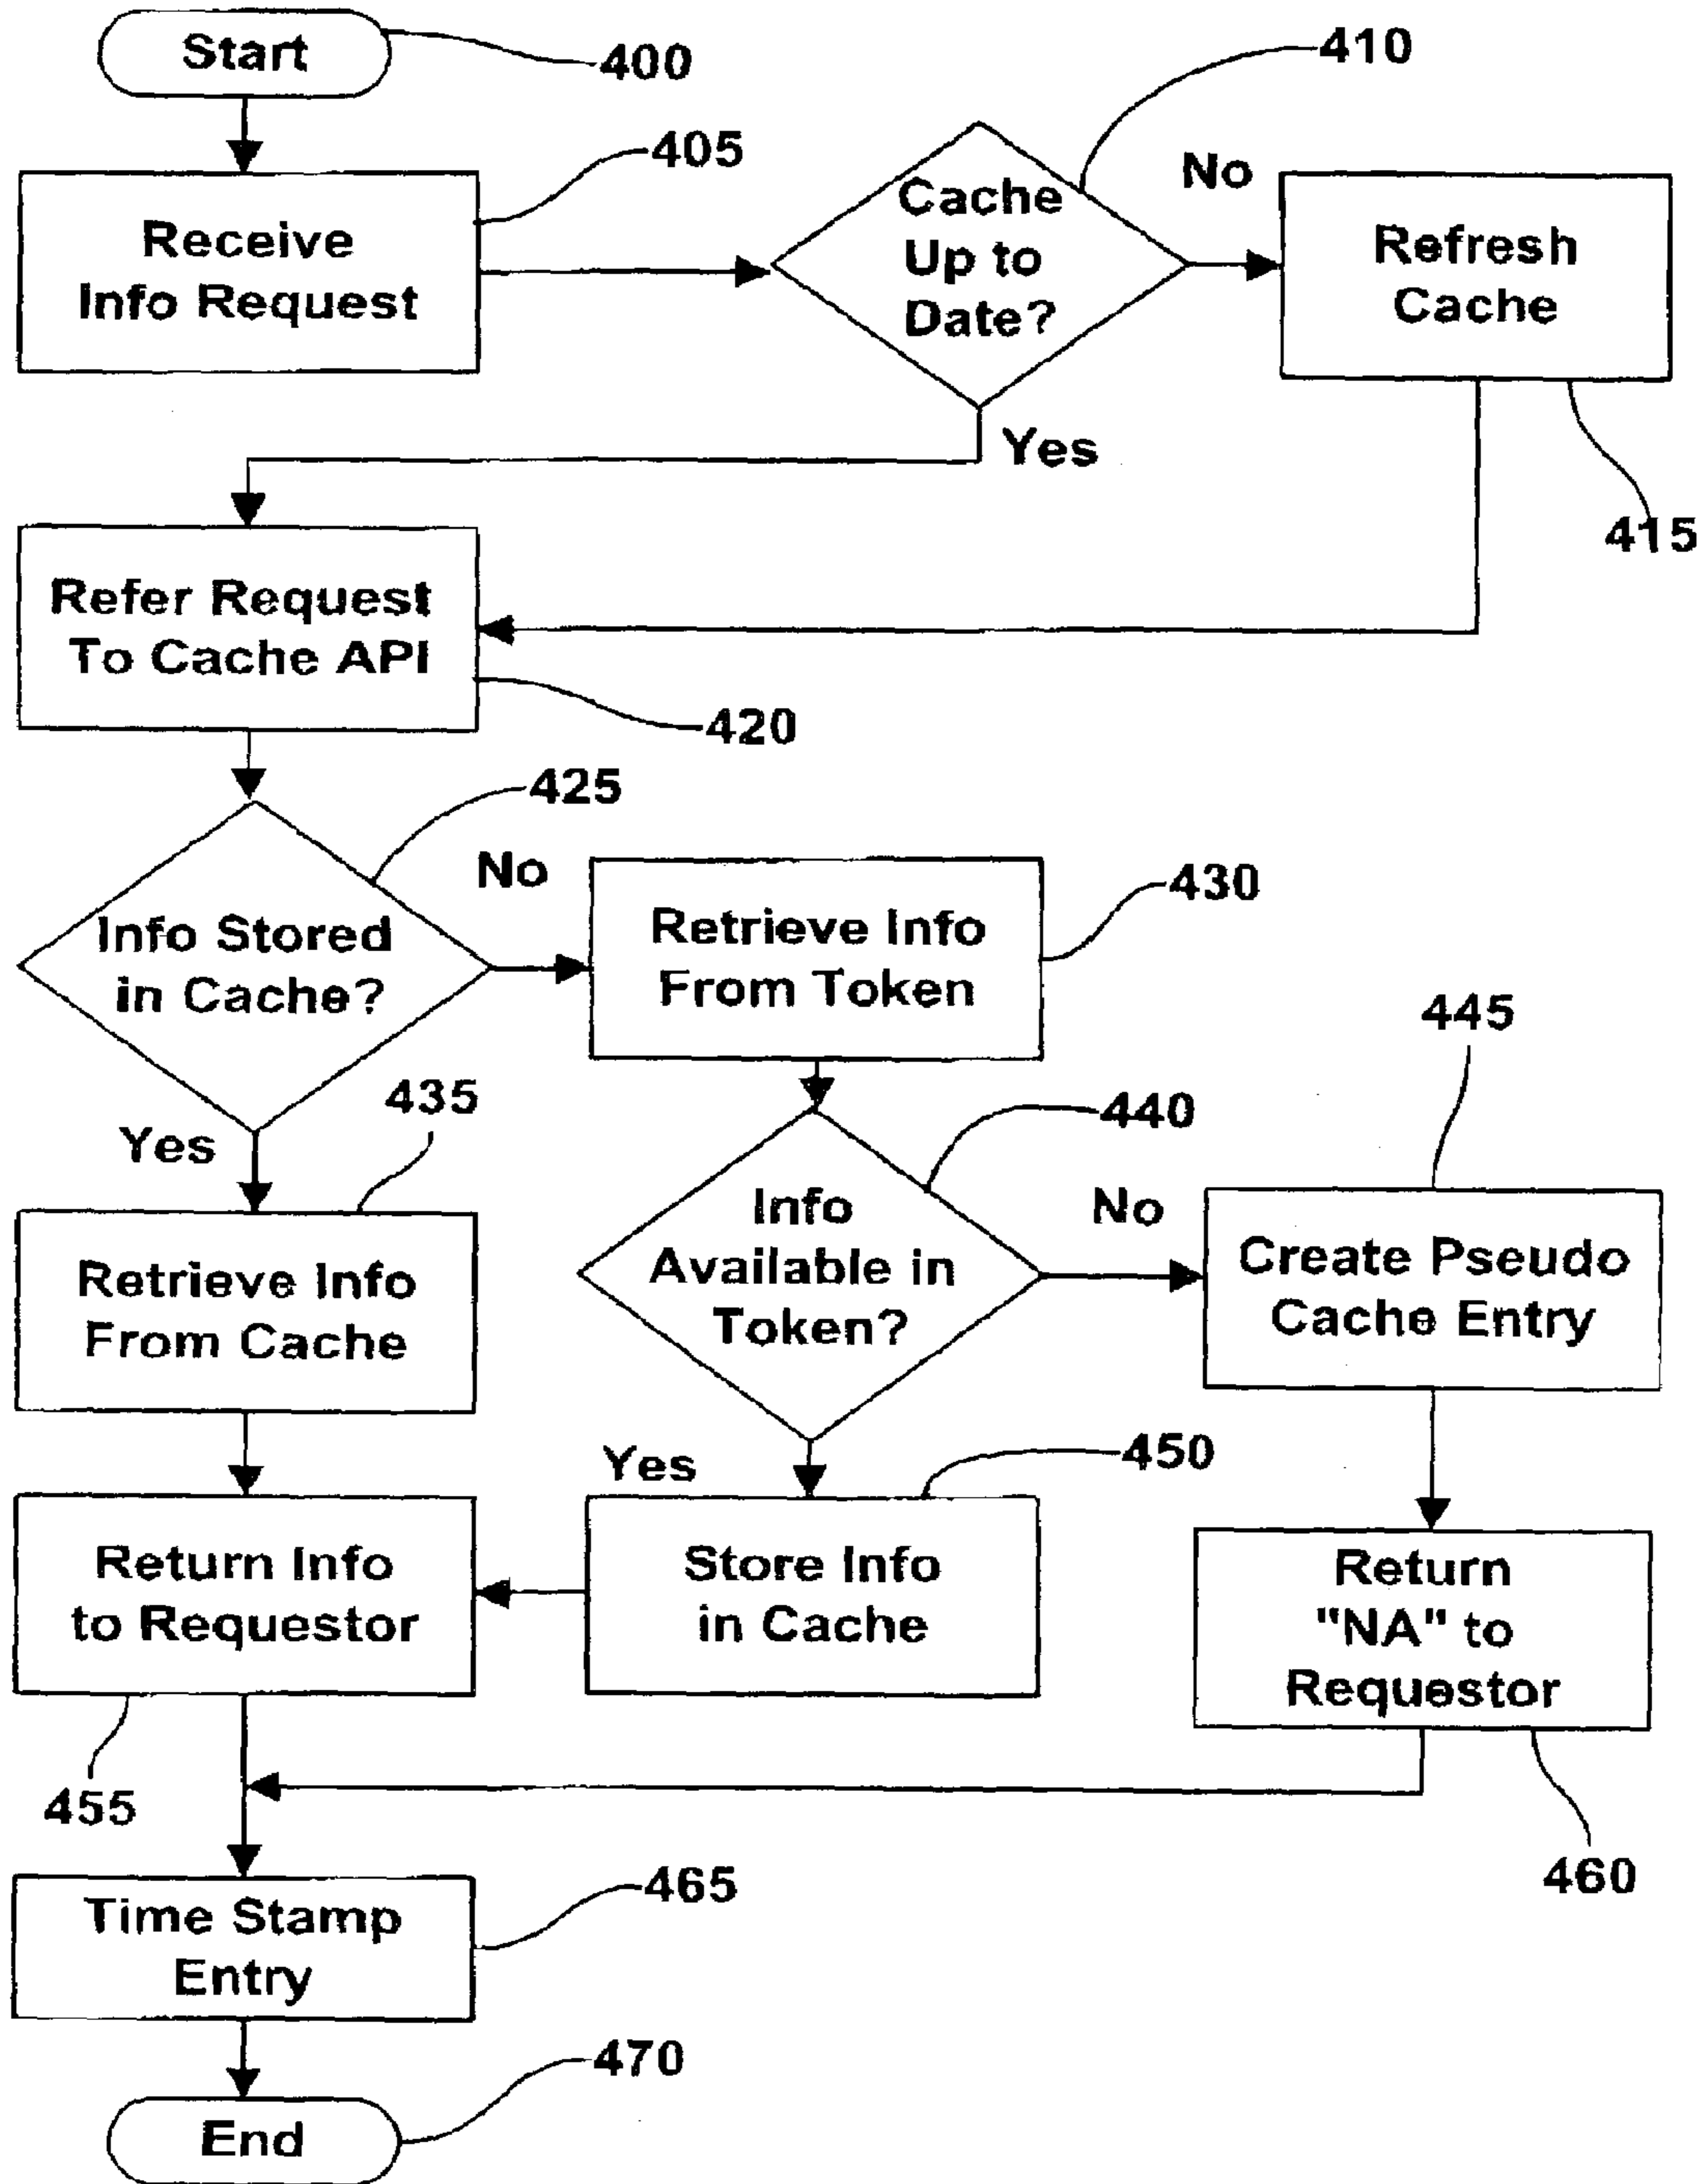 Start
400
410
405
Receive
Info Request
Cache
Up to
Date?
No
Refresh
Cache
Yes
415
Refer Request
To Cache API
420
425
Info Stored
in Cache?
No
Retrieve Info
From Token
430
445
435
Yes
440
Retrieve Info
From Cache
Info
Available in
Token?
No
Create Pseudo
Cache Entry
Yes
450
Return Info
to Requestor
Store Info
in Cache
Return
"NA" to
Requestor
455
460
Time Stamp
Entry
465
470
End